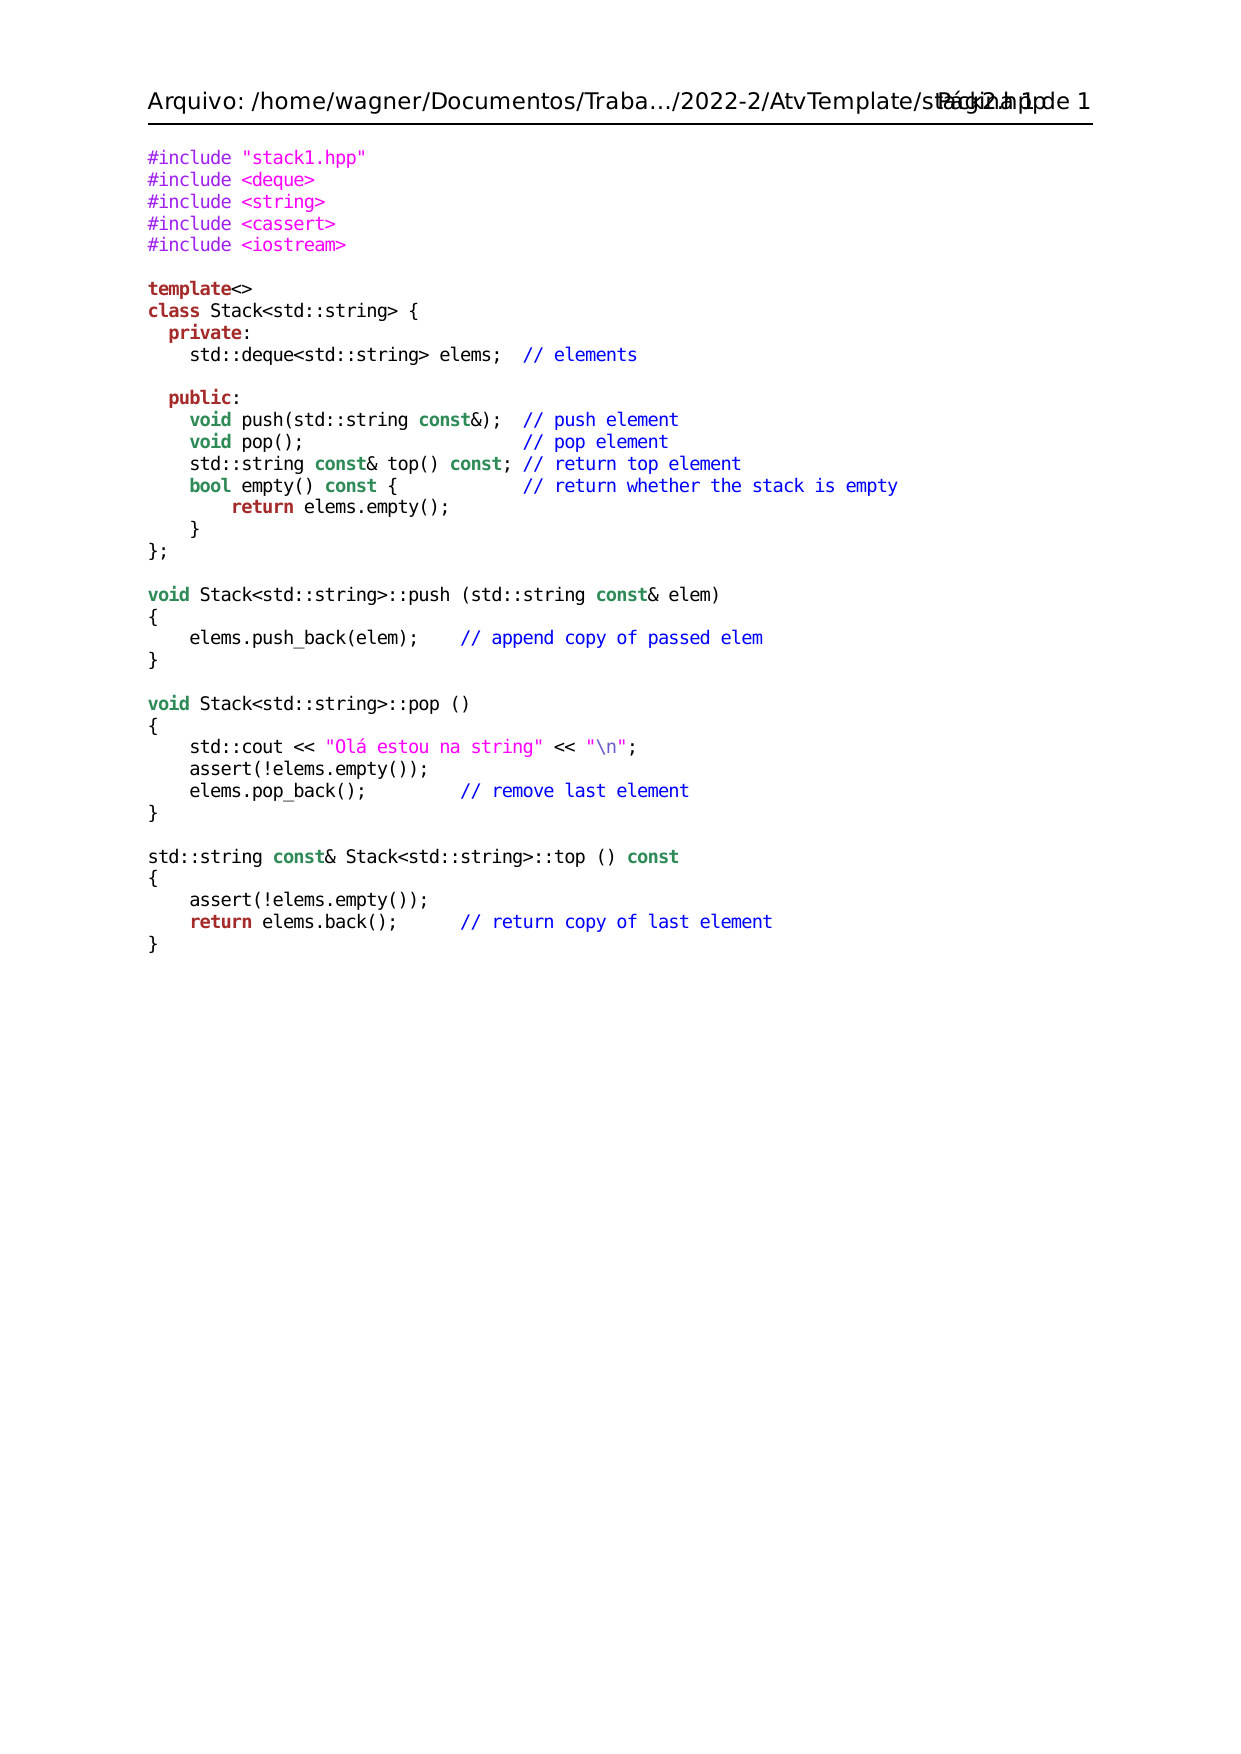 Arquivo: /home/wagner/Documentos/Traba.../2022-2/AtvTemplate/stack2.hpp Página 1 de 1
#include "stack1.hpp"
#include <deque>
#include <string>
#include <cassert>
#include <iostream>
template<>
class Stack<std::string> {
  private:
    std::deque<std::string> elems;  // elements
  public:
    void push(std::string const&);  // push element
    void pop();                     // pop element
    std::string const& top() const; // return top element
    bool empty() const {            // return whether the stack is empty
        return elems.empty();
    }
};
void Stack<std::string>::push (std::string const& elem)
{
    elems.push_back(elem);    // append copy of passed elem
}
void Stack<std::string>::pop ()
{
    std::cout << "Olá estou na string" << "\n";
    assert(!elems.empty());
    elems.pop_back();         // remove last element
}
std::string const& Stack<std::string>::top () const
{
    assert(!elems.empty());
    return elems.back();      // return copy of last element
}